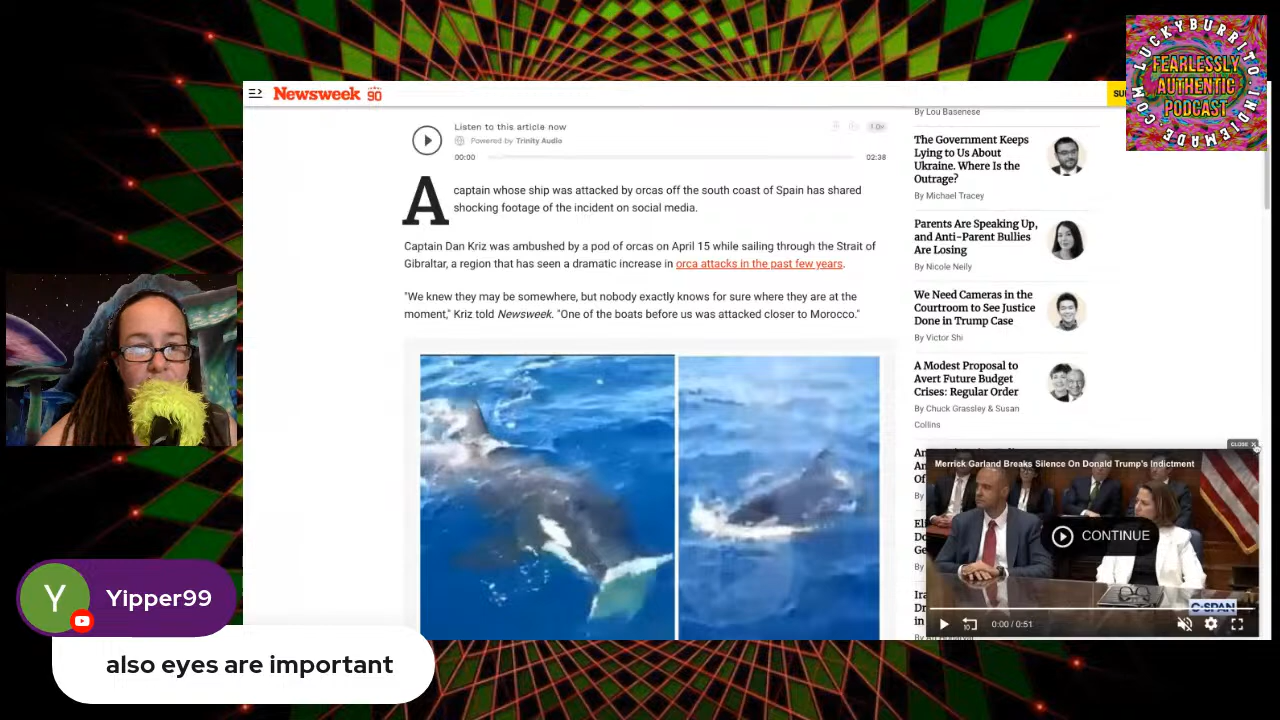 Newsweek 90
SU
LUCKYBURRITO.INDIEMADE.COM
FEARLESSLY
AUTHENTIC
PODCAST
Listen to this article now
Powered by Trinity Audio
1.0x
00:00
02:38
A captain whose ship was attacked by orcas off the south coast of Spain has shared
shocking footage of the incident on social media.
Captain Dan Kriz was ambushed by a pod of orcas on April 15 while sailing through the Strait of
Gibraltar, a region that has seen a dramatic increase in orca attacks in the past few years.
"We knew they may be somewhere, but nobody exactly knows for sure where they are at the
moment," Kriz told Newsweek. "One of the boats before us was attacked closer to Morocco."
By Lou Basenese
The Government Keeps
Lying to Us About
Ukraine. Where Is the
Outrage?
By Michael Tracey
Parents Are Speaking Up,
and Anti-Parent Bullies
Are Losing
By Nicole Neily
We Need Cameras in the
Courtroom to See Justice
Done in Trump Case
By Victor Shi
A Modest Proposal to
Avert Future Budget
Crises: Regular Order
By Chuck Grassley & Susan
Collins
CLOSE X
Merrick Garland Breaks Silence On Donald Trump's Indictment
CONTINUE
C-SPAN
10
0:00 / 0:51
Y
Yipper99
also eyes are important